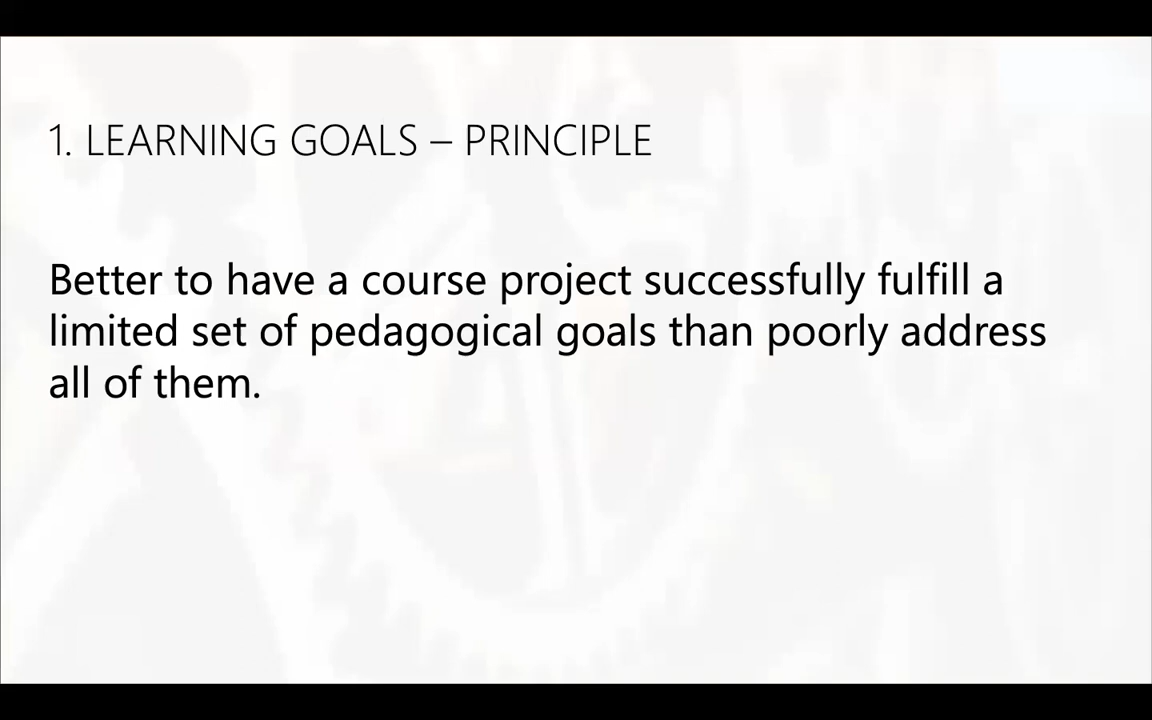 1. LEARNING GOALS – PRINCIPLE
Better to have a course project successfully fulfill a
limited set of pedagogical goals than poorly address
all of them.